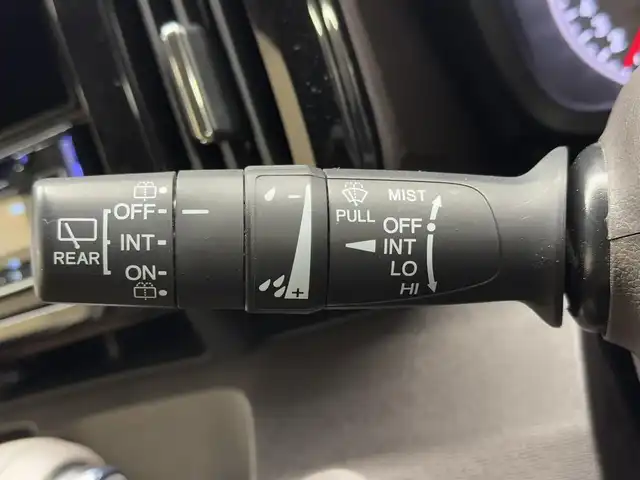 REAR
OFF
INT
ON
- 
+
PULL
MIST
OFF
INT
LO
HI